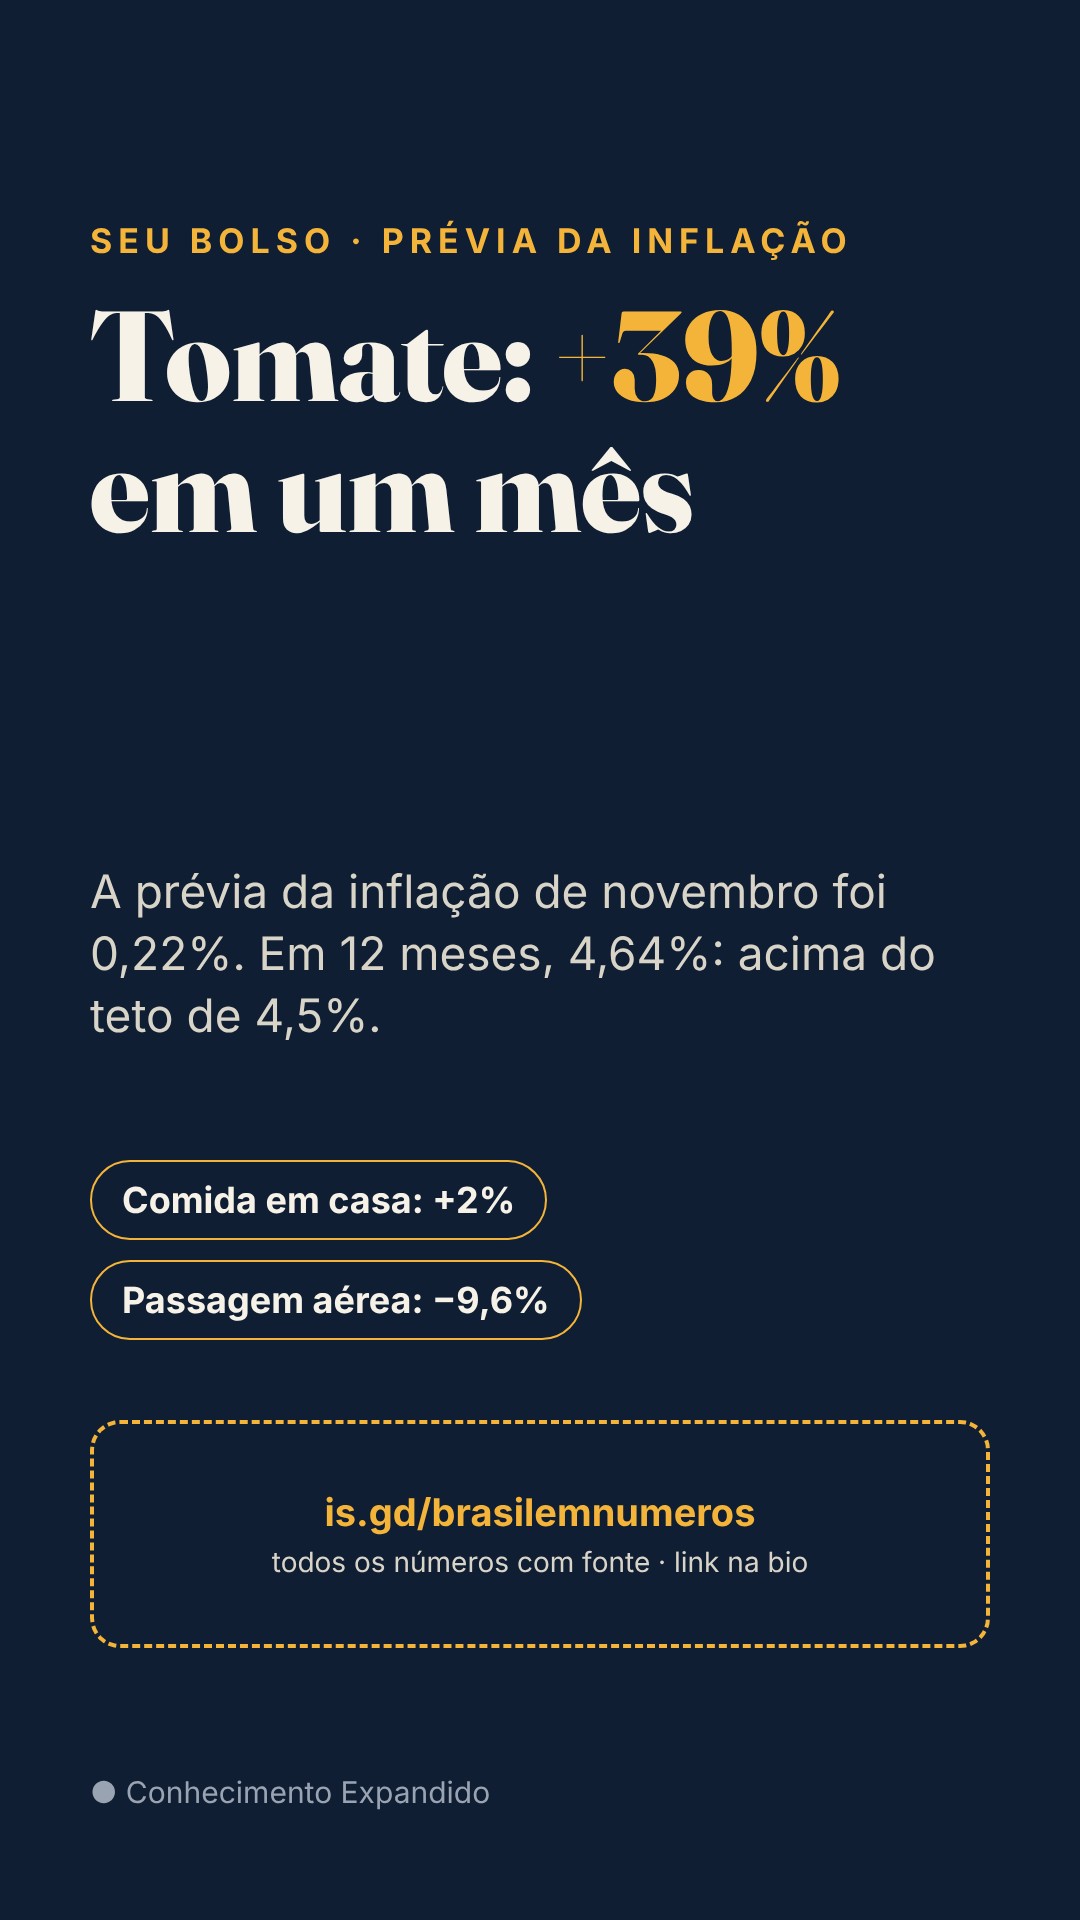 SEU BOLSO · PRÉVIA DA INFLAÇÃO
Tomate: +39%
em um mês
A prévia da inflação de novembro foi
0,22%. Em 12 meses, 4,64%: acima do
teto de 4,5%.
Comida em casa: +2%
Passagem aérea: −9,6%
is.gd/brasilemnumeros
todos os números com fonte · link na bio
Conhecimento Expandido